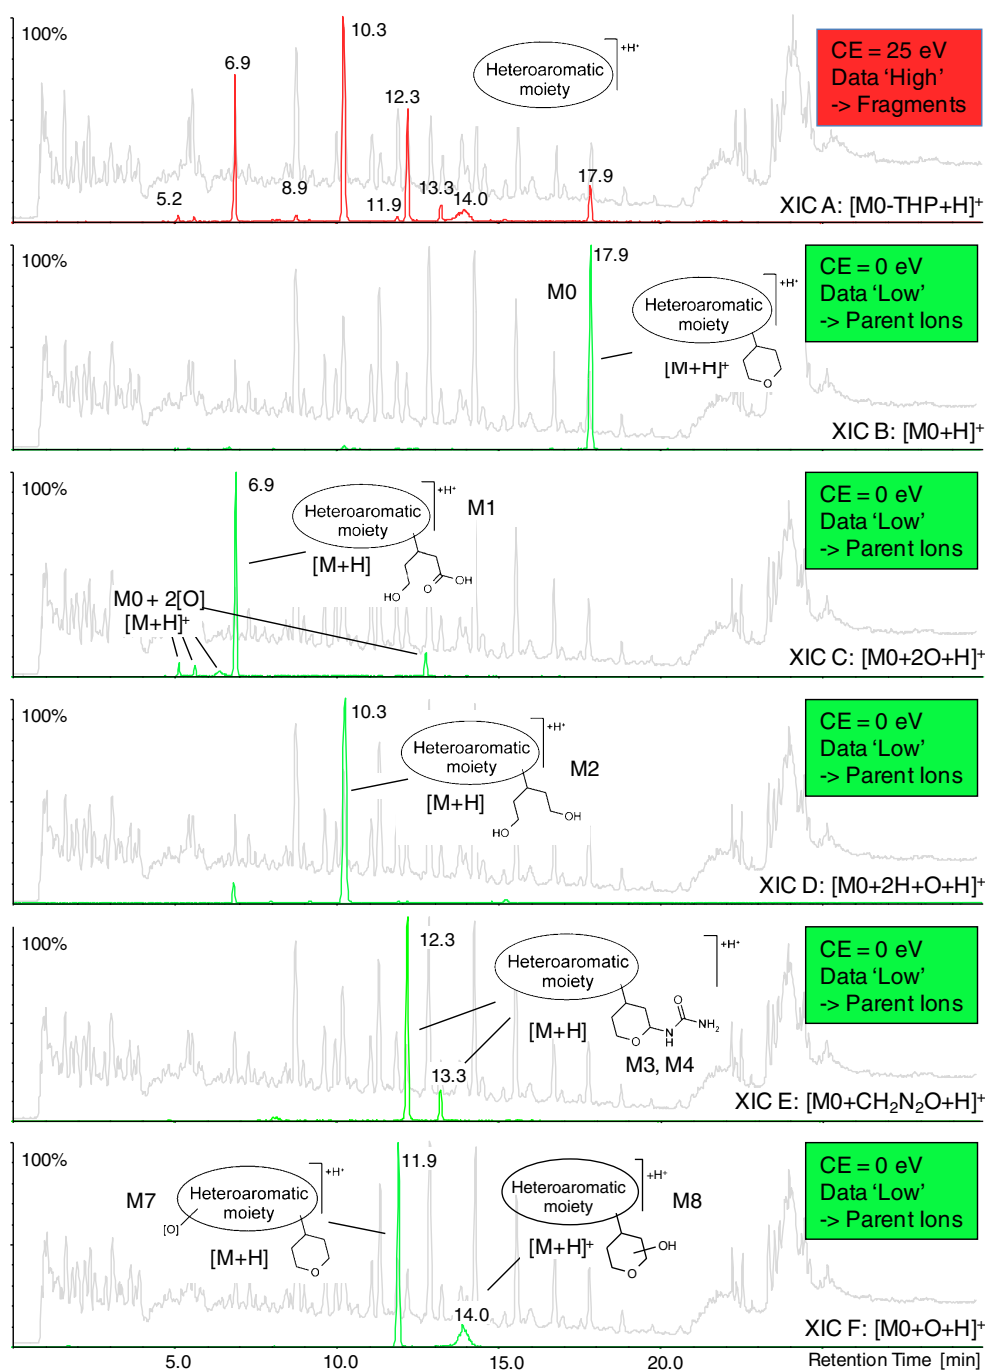 100%
10.3
6.9
12.3
5.2
8.9
11.9
13.3
14.0
17.9
Heteroaromatic
moiety
+H⁺
CE = 25 eV
Data ‘High’
-> Fragments
XIC A: [M0-THP+H]⁺
100%
17.9
M0
Heteroaromatic
moiety
+H⁺
O
[M+H]⁺
CE = 0 eV
Data ‘Low’
-> Parent Ions
XIC B: [M0+H]⁺
100%
6.9
Heteroaromatic
moiety
+H⁺
M1
[M+H]
HO
O
OH
M0 + 2[O]
[M+H]⁺
CE = 0 eV
Data ‘Low’
-> Parent Ions
XIC C: [M0+2O+H]⁺
100%
10.3
Heteroaromatic
moiety
+H⁺
M2
[M+H]
HO
OH
CE = 0 eV
Data ‘Low’
-> Parent Ions
XIC D: [M0+2H+O+H]⁺
100%
12.3
13.3
Heteroaromatic
moiety
+H⁺
[M+H]
O
O
N
H
NH₂
M3, M4
CE = 0 eV
Data ‘Low’
-> Parent Ions
XIC E: [M0+CH₂N₂O+H]⁺
100%
11.9
M7
Heteroaromatic
moiety
+H⁺
[O]
[M+H]
O
Heteroaromatic
moiety
+H⁺
M8
[M+H]⁺
OH
O
14.0
CE = 0 eV
Data ‘Low’
-> Parent Ions
XIC F: [M0+O+H]⁺
5.0
10.0
15.0
20.0
Retention Time [min]